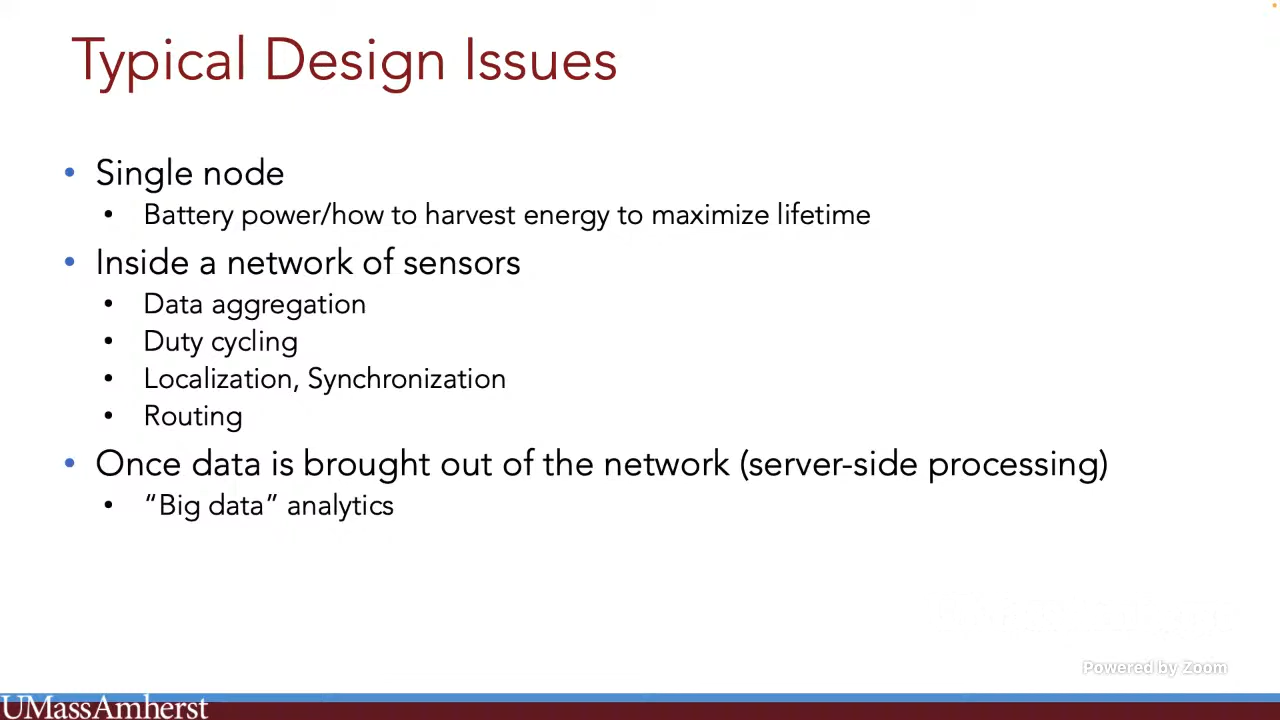 Typical Design Issues
• Single node
• Battery power/how to harvest energy to maximize lifetime
• Inside a network of sensors
• Data aggregation
• Duty cycling
• Localization, Synchronization
• Routing
• Once data is brought out of the network (server-side processing)
• “Big data” analytics
Powered by Zoom
UMassAmherst